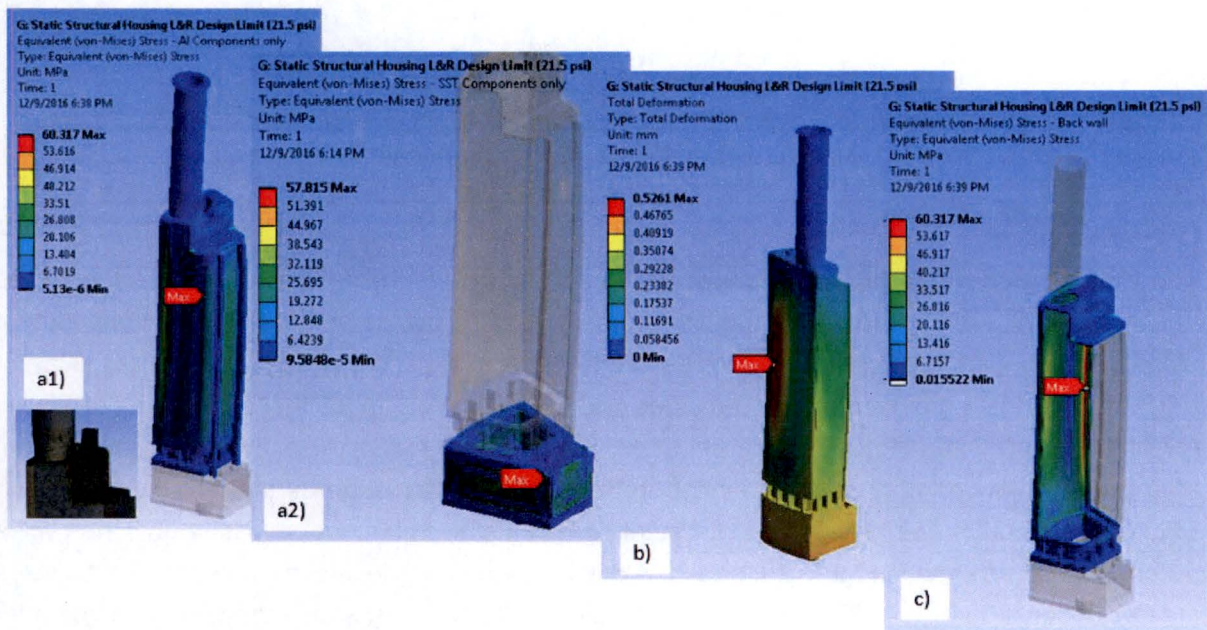 G: Static Structural Housing L&R Design Limit (21.5 psi)
Equivalent (von-Mises) Stress - Al Components only
Type: Equivalent (von-Mises) Stress
Unit: MPa
Time: 1
12/9/2016 6:38 PM
60.317 Max
53.616
46.914
40.212
33.51
26.808
20.106
13.404
6.7019
5.13e-6 Min
Max
a1)
G: Static Structural Housing L&R Design Limit (21.5 psi)
Equivalent (von-Mises) Stress - SST Components only
Type: Equivalent (von-Mises) Stress
Unit: MPa
Time: 1
12/9/2016 6:14 PM
57.815 Max
51.391
44.967
38.543
32.119
25.695
19.272
12.848
6.4239
9.5848e-5 Min
Max
a2)
G: Static Structural Housing L&R Design Limit (21.5 psi)
Total Deformation
Type: Total Deformation
Unit: mm
Time: 1
12/9/2016 6:39 PM
0.5261 Max
0.46765
0.40919
0.35074
0.29228
0.23382
0.17537
0.11691
0.058456
0 Min
Max
b)
G: Static Structural Housing L&R Design Limit (21.5 psi)
Equivalent (von-Mises) Stress - Back wall
Type: Equivalent (von-Mises) Stress
Unit: MPa
Time: 1
12/9/2016 6:39 PM
60.317 Max
53.617
46.917
40.217
33.517
26.816
20.116
13.416
6.7157
0.015522 Min
Max
c)